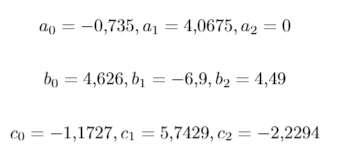 a₀ = −0,735, a₁ = 4,0675, a₂ = 0
b₀ = 4,626, b₁ = −6,9, b₂ = 4,49
c₀ = −1,1727, c₁ = 5,7429, c₂ = −2,2294